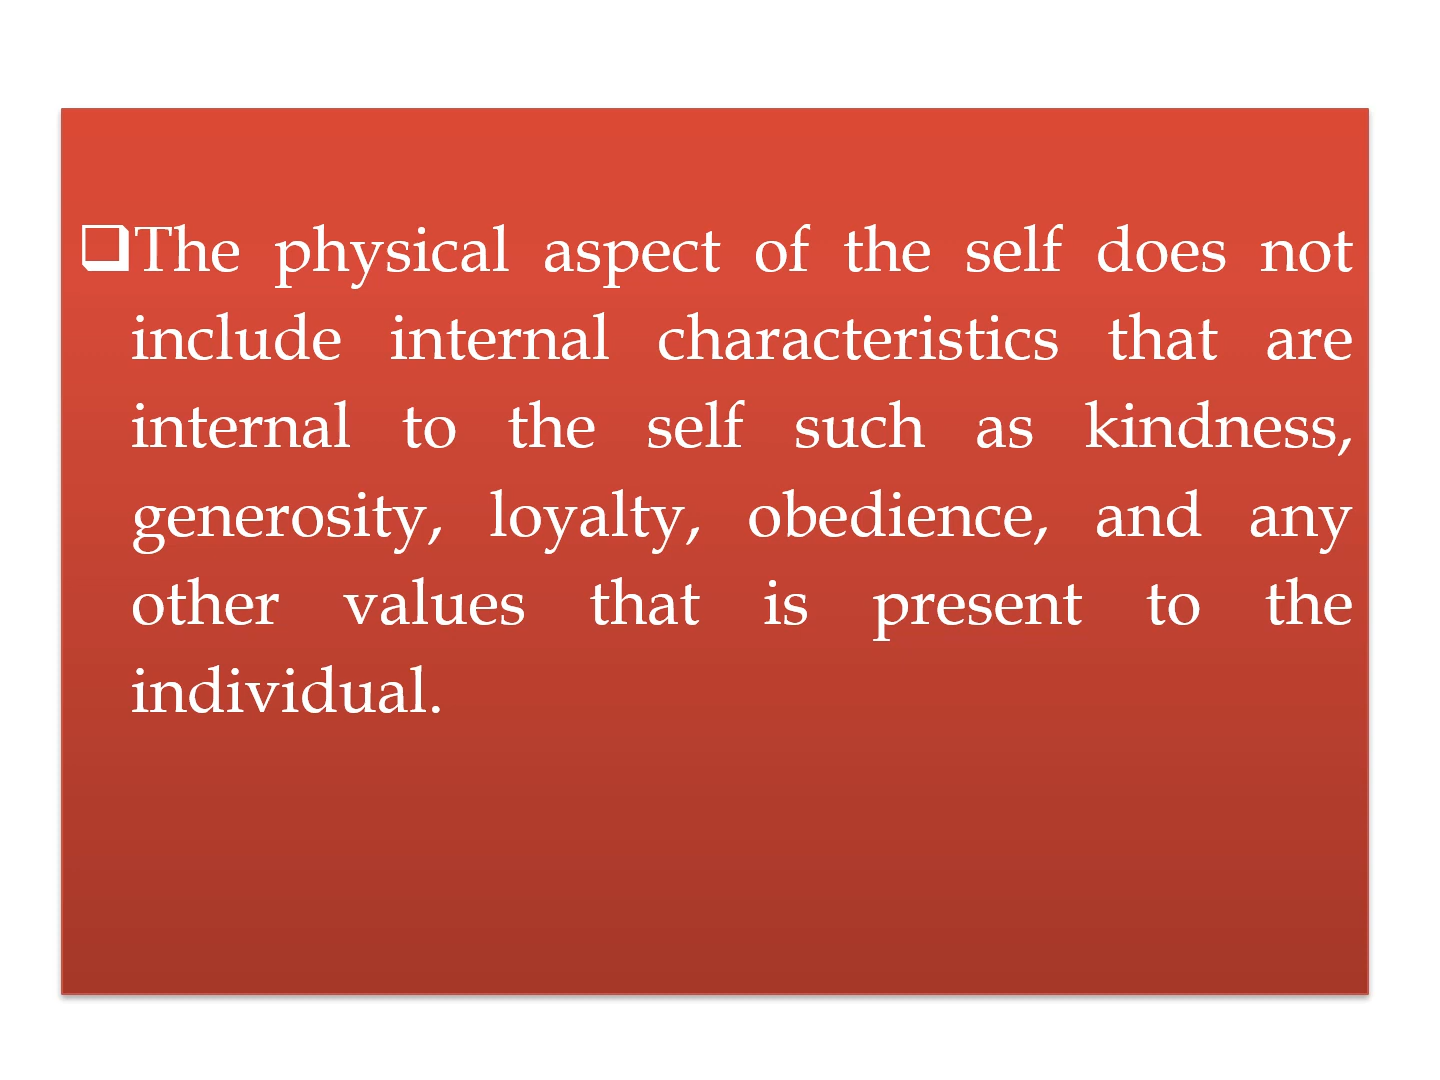 ❑The physical aspect of the self does not
include internal characteristics that are
internal to the self such as kindness,
generosity, loyalty, obedience, and any
other values that is present to the
individual.